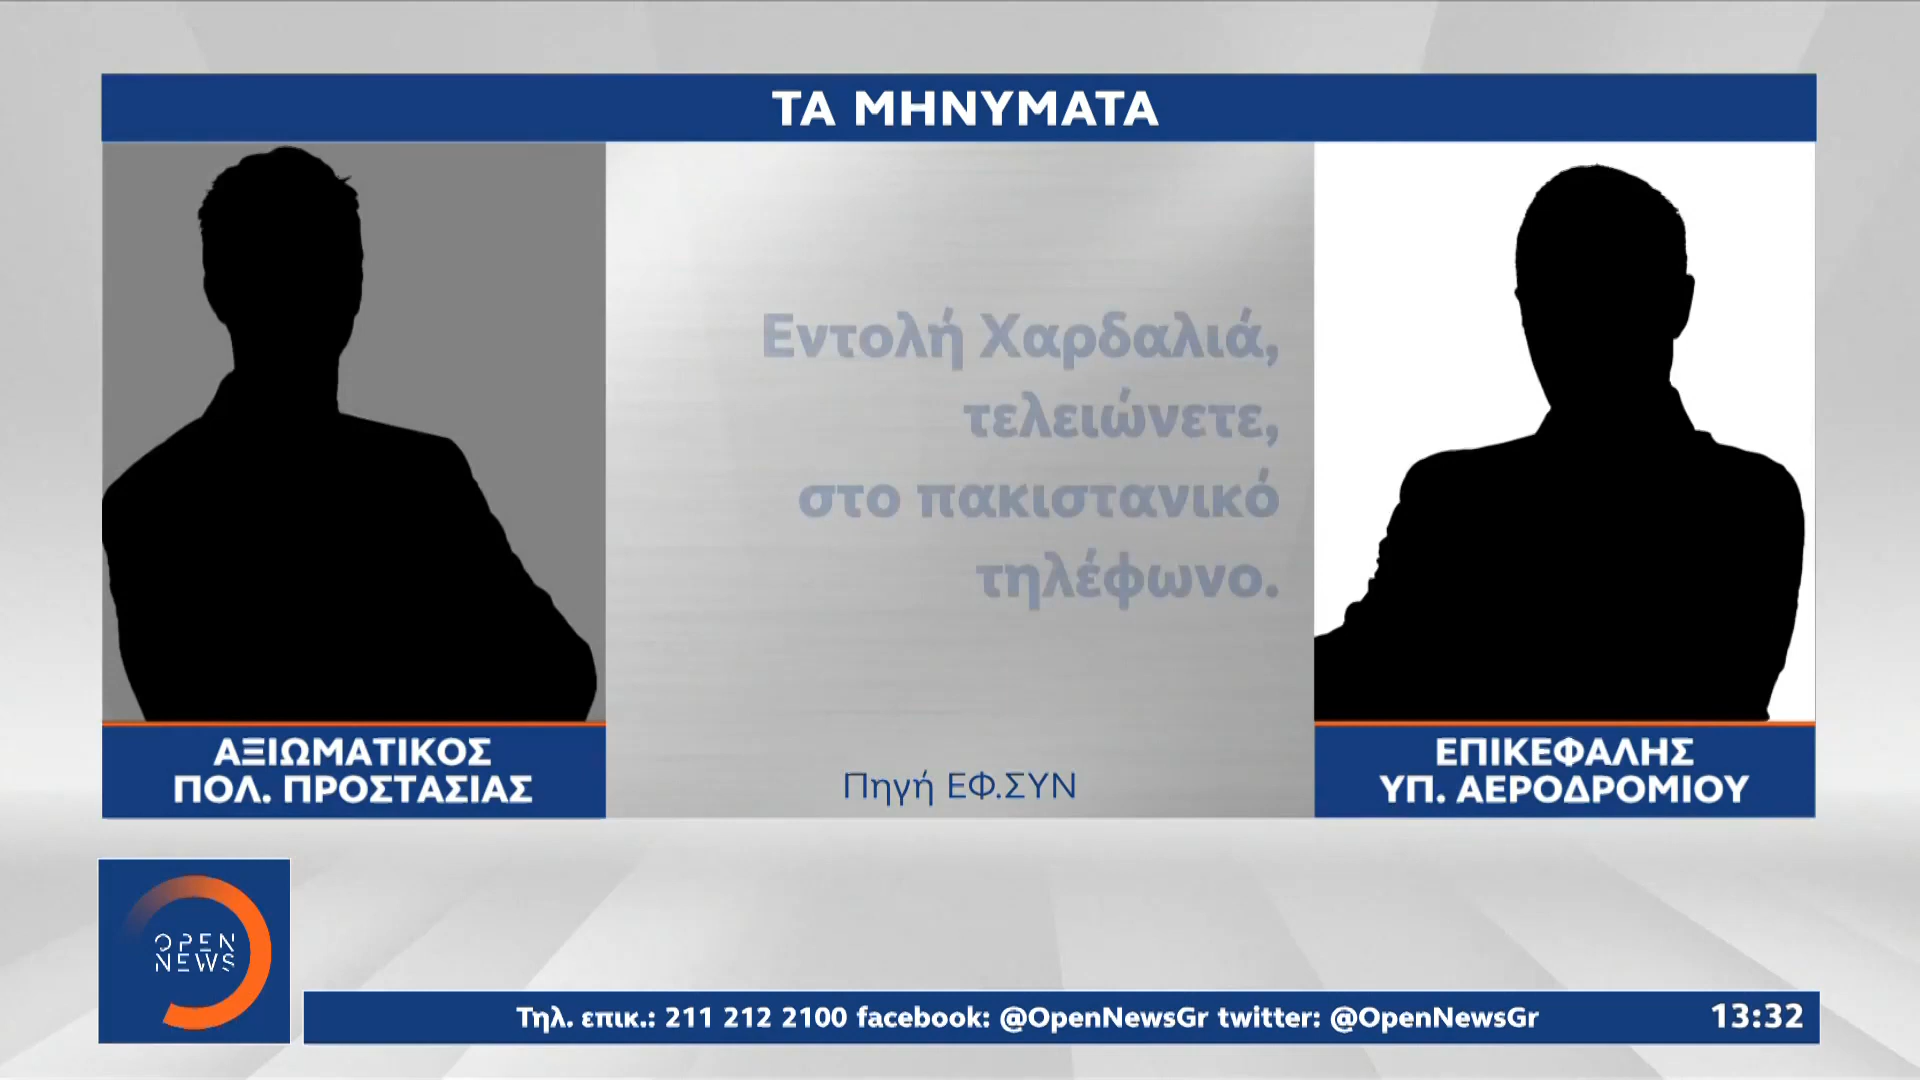 ΤΑ ΜΗΝΥΜΑΤΑ
Εντολή Χαρδαλιά,
τελειώνετε,
στο πακιστανικό
τηλέφωνο.
ΑΞΙΩΜΑΤΙΚΟΣ
ΠΟΛ. ΠΡΟΣΤΑΣΙΑΣ
Πηγή ΕΦ.ΣΥΝ
ΕΠΙΚΕΦΑΛΗΣ
ΥΠ. ΑΕΡΟΔΡΟΜΙΟΥ
OPEN
NEWS
Τηλ. επικ.: 211 212 2100 facebook: @OpenNewsGr twitter: @OpenNewsGr
13:32